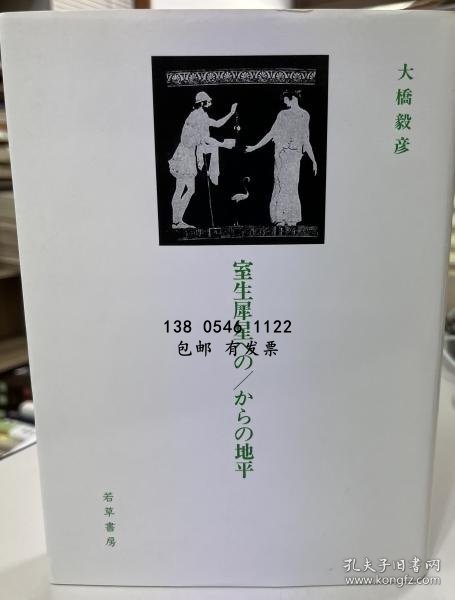 大橋毅彦
室生犀星への/からの地平
138 0546 1122
包邮 有发票
若草書房
孔夫子旧书网
www.kongfz.com